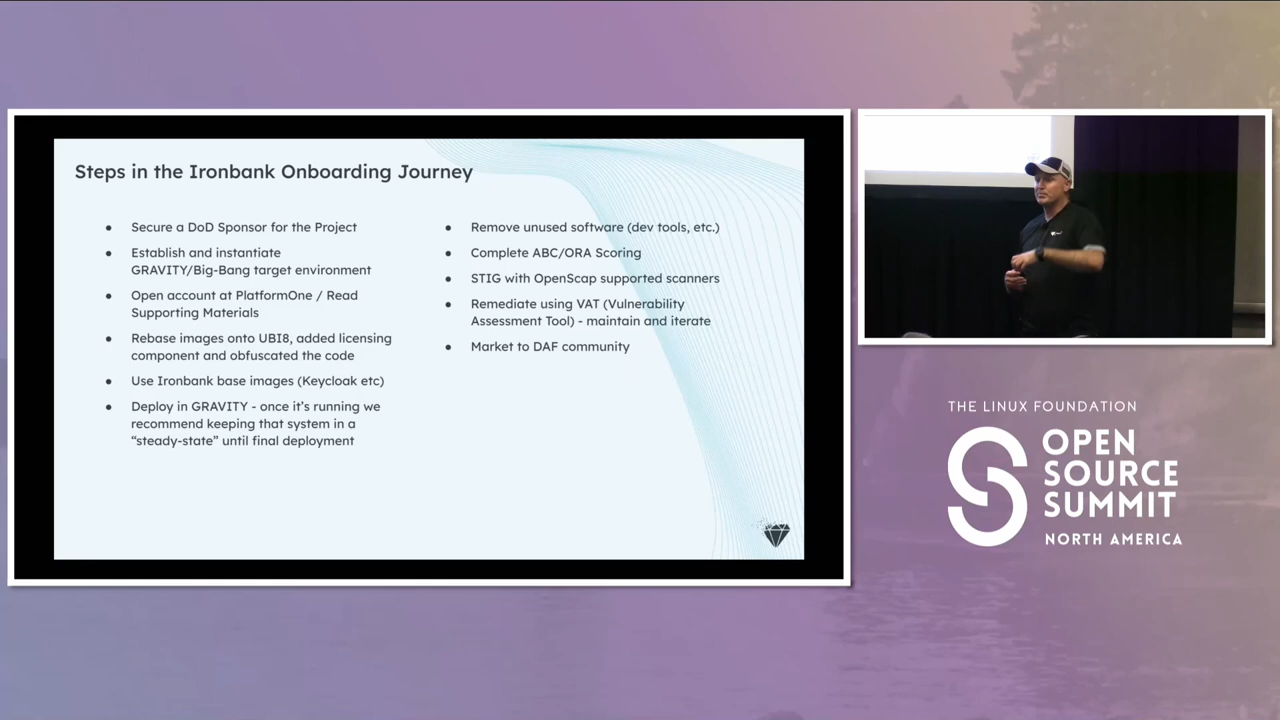 Steps in the Ironbank Onboarding Journey
● Secure a DoD Sponsor for the Project
● Establish and instantiate
GRAVITY/Big-Bang target environment
● Open account at PlatformOne / Read
Supporting Materials
● Rebase images onto UBI8, added licensing
component and obfuscated the code
● Use Ironbank base images (Keycloak etc)
● Deploy in GRAVITY - once it’s running we
recommend keeping that system in a
“steady-state” until final deployment
● Remove unused software (dev tools, etc.)
● Complete ABC/ORA Scoring
● STIG with OpenScap supported scanners
● Remediate using VAT (Vulnerability
Assessment Tool) - maintain and iterate
● Market to DAF community
THE LINUX FOUNDATION
OPEN
SOURCE
SUMMIT
NORTH AMERICA